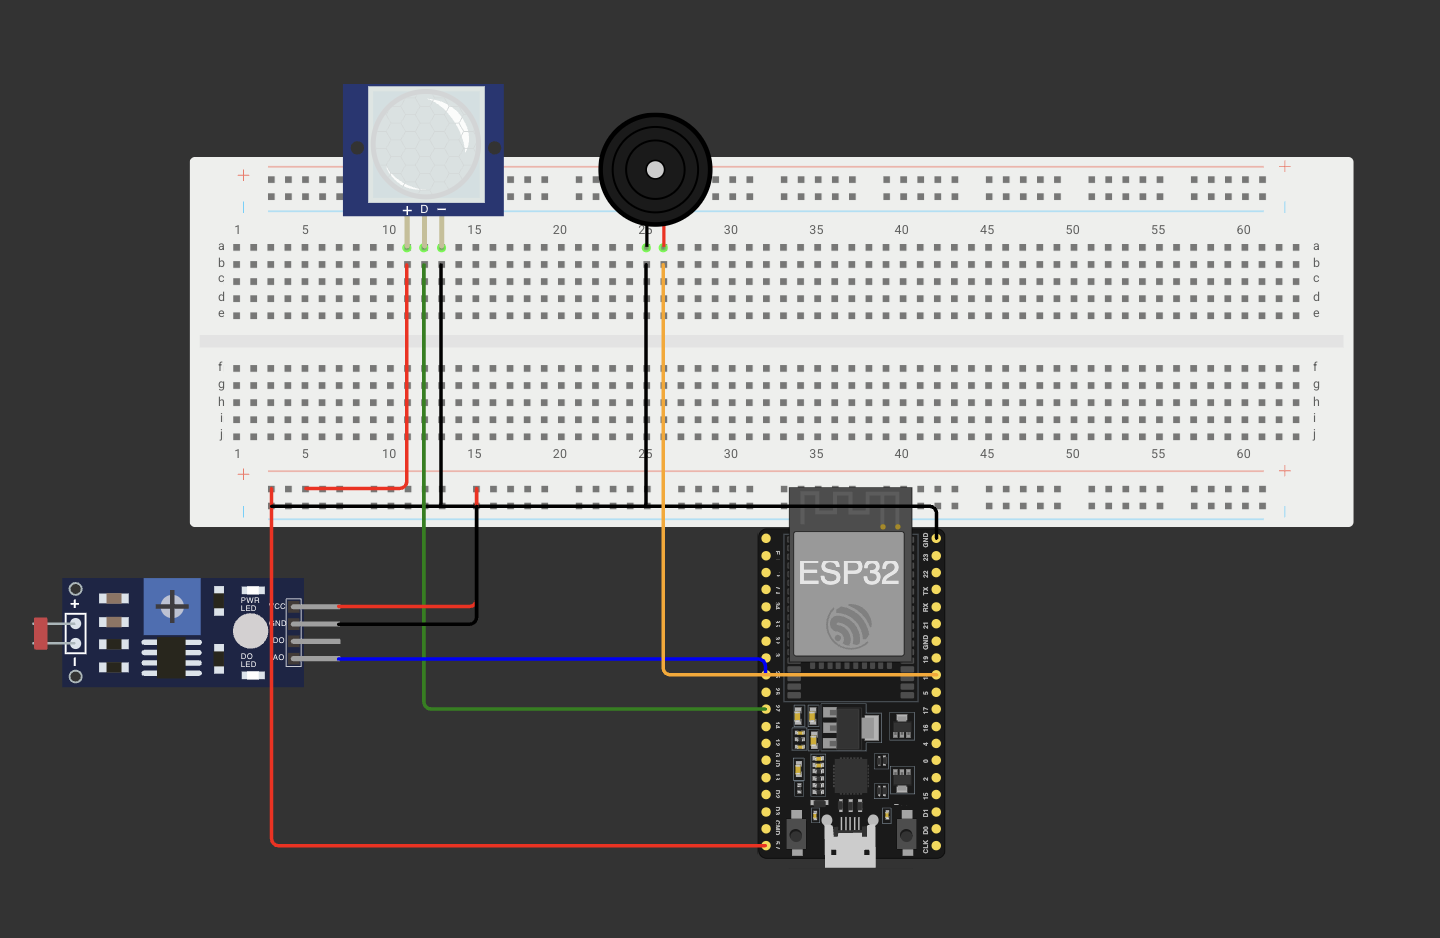 + D −
+ +
1 5 10 15 20 25 30 35 40 45 50 55 60
a a
b b
c c
d d
e e
f f
g g
h h
i i
j j
1 5 10 15 20 25 30 35 40 45 50 55 60
+ +
ESP32
GND
23
22
TX
RX
21
GND
19
5
17
16
4
0
2
15
D1
D0
CLK
+
PWR
LED
VCC
GND
DO
AO
DO
LED
−